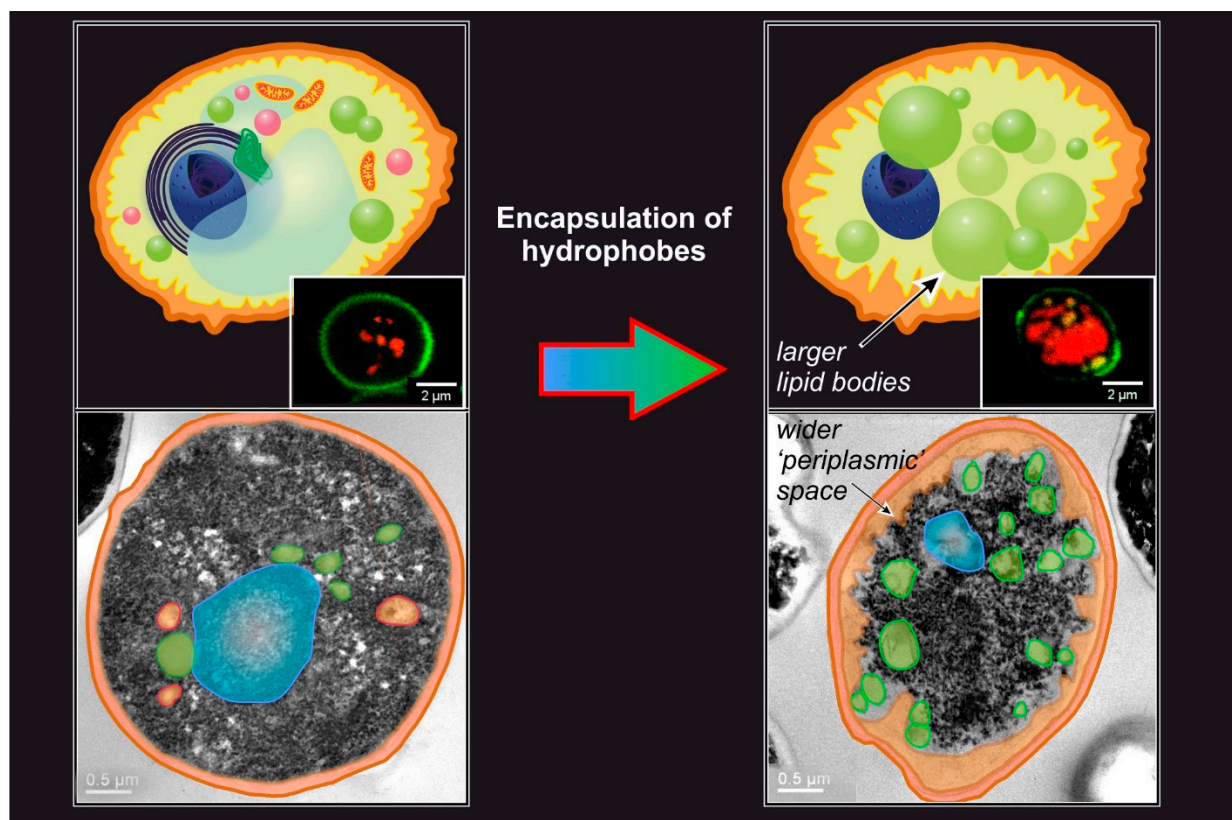 Encapsulation of
hydrophobes
2 µm
larger
lipid bodies
2 µm
wider
‘periplasmic’
space
0.5 µm
0.5 µm